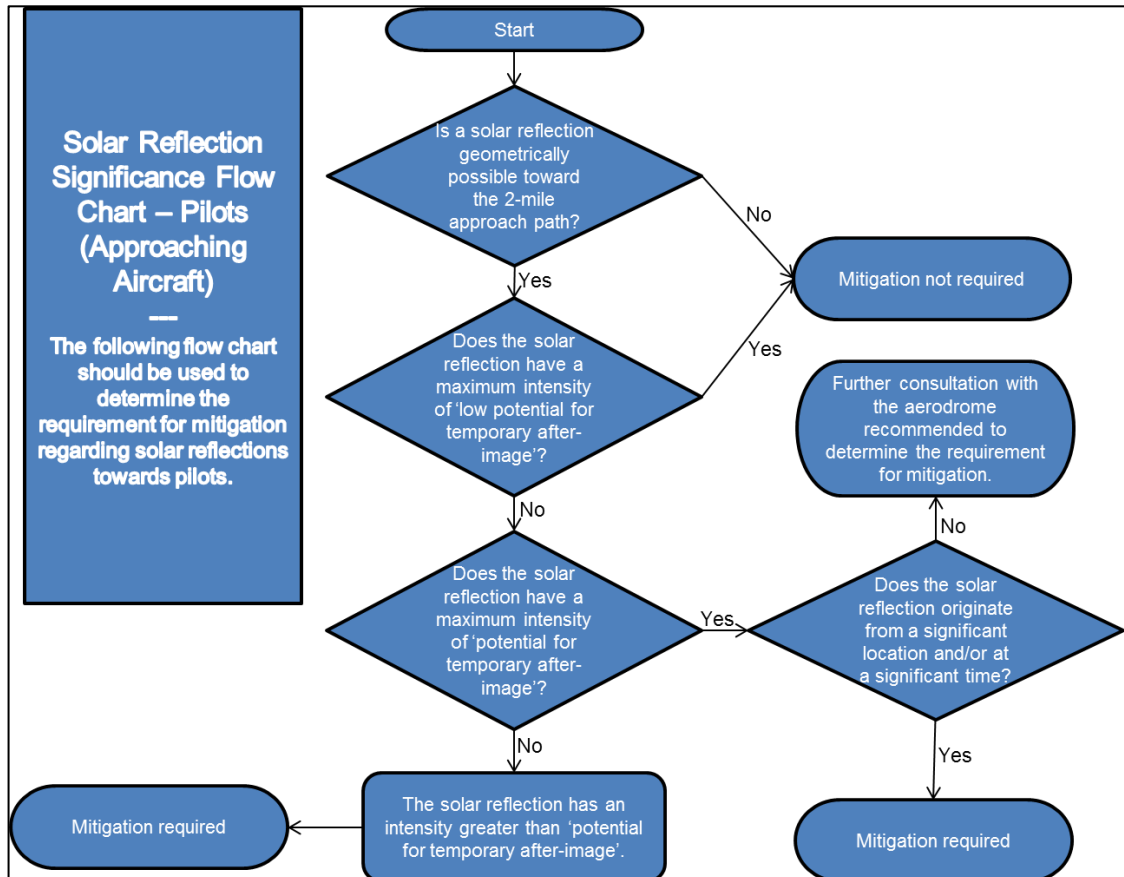 Solar Reflection
Significance Flow
Chart – Pilots
(Approaching
Aircraft)
---
The following flow chart
should be used to
determine the
requirement for mitigation
regarding solar reflections
towards pilots.
Start
Is a solar reflection
geometrically
possible toward
the 2-mile
approach path?
No
Yes
Mitigation not required
Does the solar
reflection have a
maximum intensity
of ‘low potential for
temporary after-
image’?
Yes
No
Further consultation with
the aerodrome
recommended to
determine the requirement
for mitigation.
No
Does the solar
reflection have a
maximum intensity
of ‘potential for
temporary after-
image’?
Yes
Does the solar
reflection originate
from a significant
location and/or at
a significant time?
No
Yes
The solar reflection has an
intensity greater than ‘potential
for temporary after-image’.
Mitigation required
Mitigation required